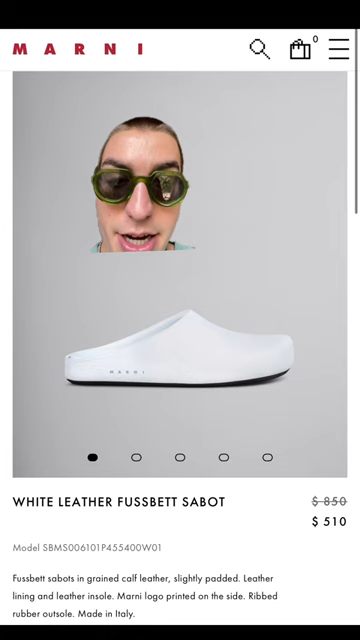 MARNI
0
MARNI
WHITE LEATHER FUSSBETT SABOT
$ 850
$ 510
Model SBMS006101P455400W01
Fussbett sabots in grained calf leather, slightly padded. Leather
lining and leather insole. Marni logo printed on the side. Ribbed
rubber outsole. Made in Italy.